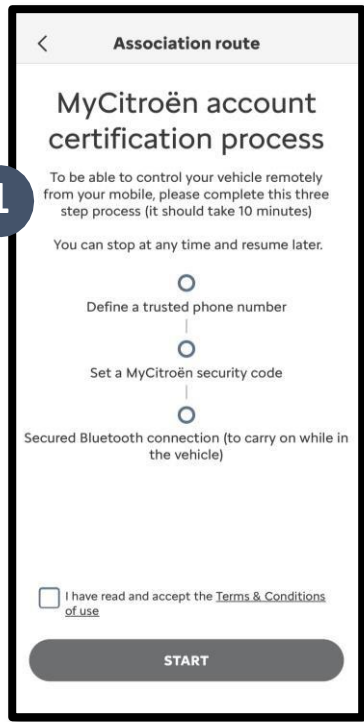 Association route
MyCitroën account
certification process
To be able to control your vehicle remotely
from your mobile, please complete this three
step process (it should take 10 minutes)
1
You can stop at any time and resume later.
Define a trusted phone number
Set a MyCitroën security code
Secured Bluetooth connection (to carry on while in
the vehicle)
I have read and accept the Terms & Conditions
of use
START